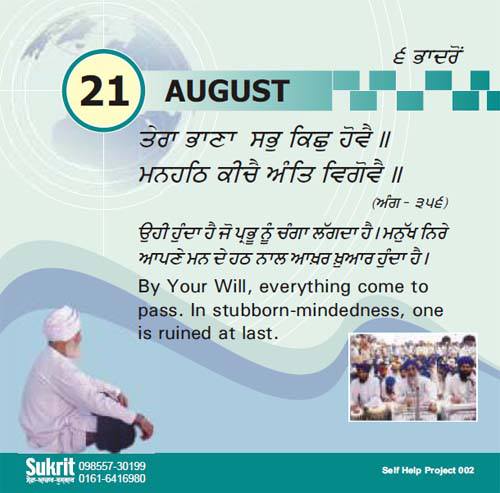 ੬ ਭਾਦਰੋਂ
21 AUGUST
ਤੇਰਾ ਭਾਣਾ ਸਭੁ ਕਿਛੁ ਹੋਵੈ ॥
ਮਨਹਠਿ ਕੀਚੈ ਅੰਤਿ ਵਿਗੋਵੈ ॥
(ਅੰਗ - ੩੫੬)
ਉਹੀ ਹੁੰਦਾ ਹੈ ਜੋ ਪ੍ਰਭੂ ਨੂੰ ਚੰਗਾ ਲੱਗਦਾ ਹੈ। ਮਨੁੱਖ ਨਿਰੇ
ਆਪਣੇ ਮਨ ਦੇ ਹਠ ਨਾਲ ਆਖ਼ਰ ਖ਼ੁਆਰ ਹੁੰਦਾ ਹੈ।
By Your Will, everything come to
pass. In stubborn-mindedness, one
is ruined at last.
Sukrit 098557-30199
0161-6416980
Self Help Project 002